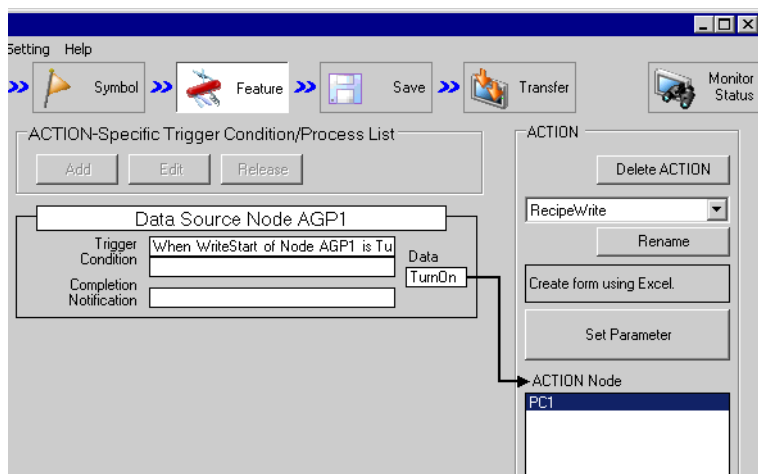 Setting Help
Symbol Feature Save Transfer Monitor Status
ACTION-Specific Trigger Condition/Process List
Add Edit Release
Data Source Node AGP1
Trigger Condition When WriteStart of Node AGP1 is Tu
Data
TurnOn
Completion Notification
ACTION
Delete ACTION
RecipeWrite
Rename
Create form using Excel.
Set Parameter
ACTION Node
PC1